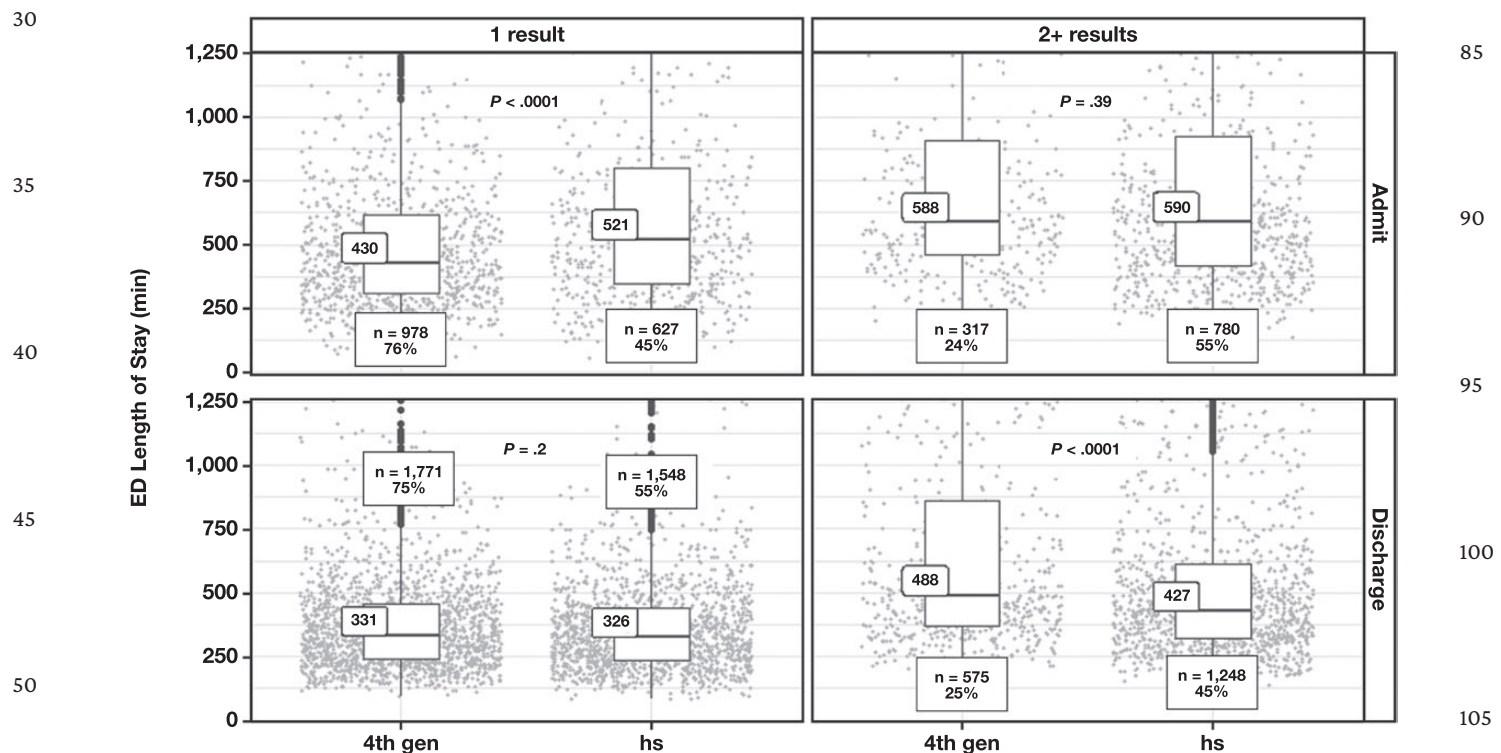 30
35
40
45
50
ED Length of Stay (min)
1 result
2+ results
1,250
1,000
750
500
250
0
P < .0001
430
n = 978
76%
521
n = 627
45%
P = .39
588
n = 317
24%
590
n = 780
55%
Admit
1,250
1,000
750
500
250
0
P = .2
n = 1,771
75%
331
n = 1,548
55%
326
P < .0001
488
n = 575
25%
427
n = 1,248
45%
Discharge
4th gen
hs
4th gen
hs
85
90
95
100
105